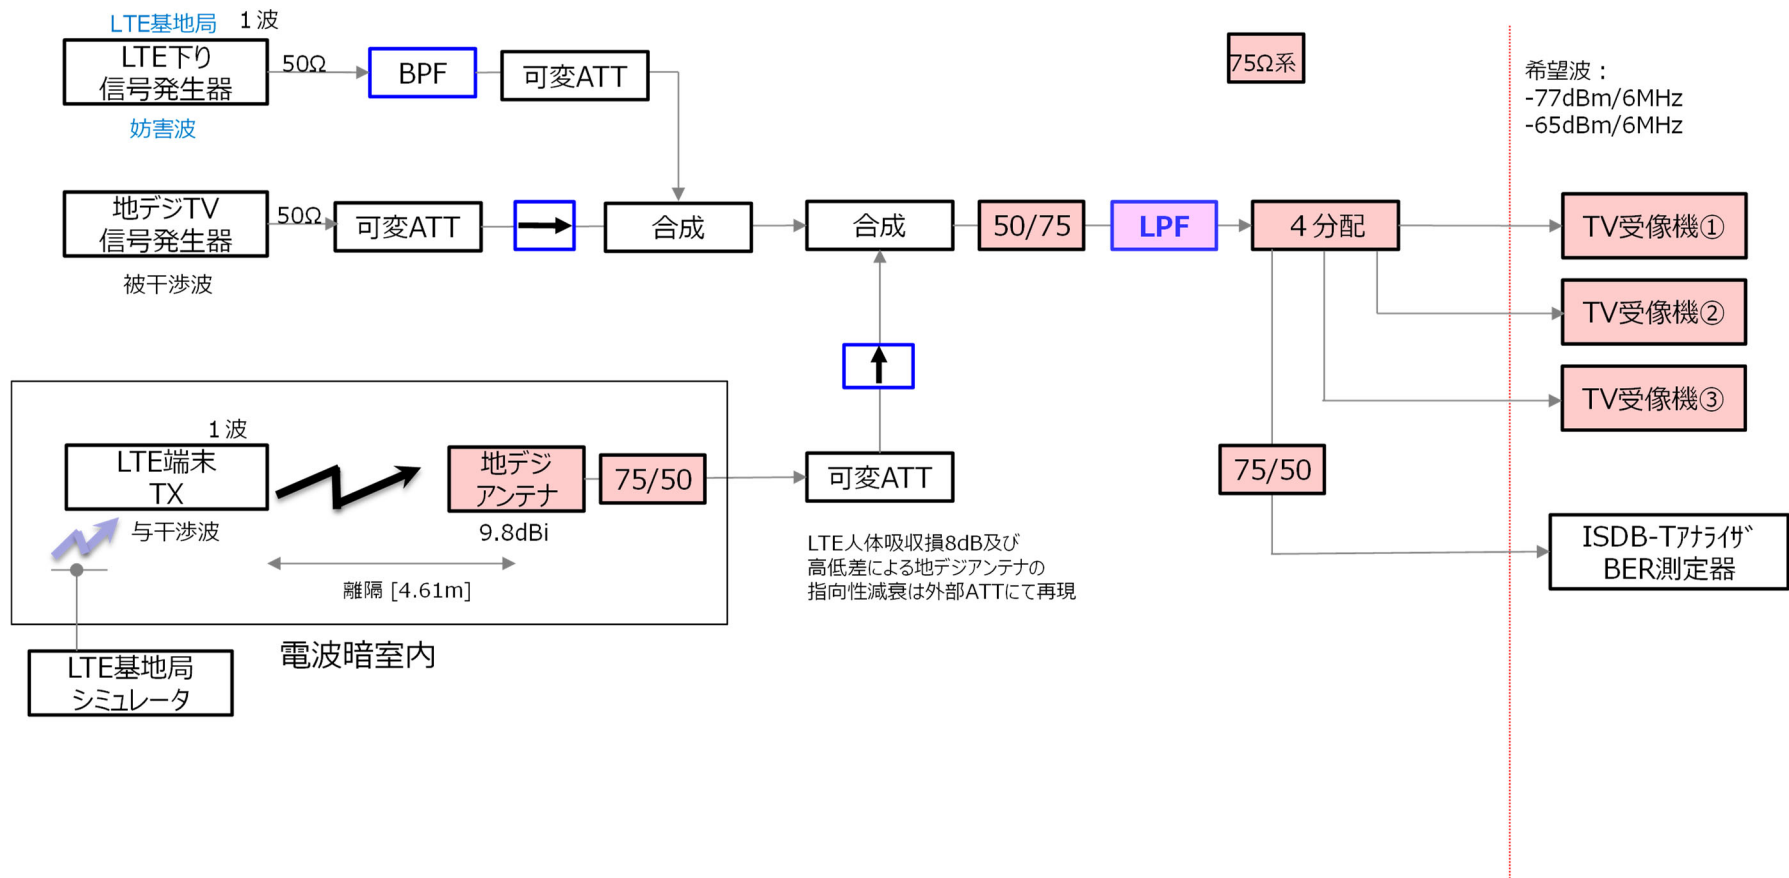 LTE基地局 1波
LTE下り
信号発生器
妨害波
50Ω
BPF
可変ATT
75Ω系
希望波：
-77dBm/6MHz
-65dBm/6MHz
地デジTV
信号発生器
被干渉波
50Ω
可変ATT
合成
合成
50/75
LPF
４分配
TV受像機①
TV受像機②
TV受像機③
1波
LTE端末
TX
与干渉波
地デジ
アンテナ
9.8dBi
75/50
可変ATT
75/50
離隔 [4.61m]
LTE人体吸収損8dB及び
高低差による地デジアンテナの
指向性減衰は外部ATTにて再現
ISDB-Tｱﾅﾗｲｻﾞ
BER測定器
電波暗室内
LTE基地局
シミュレータ